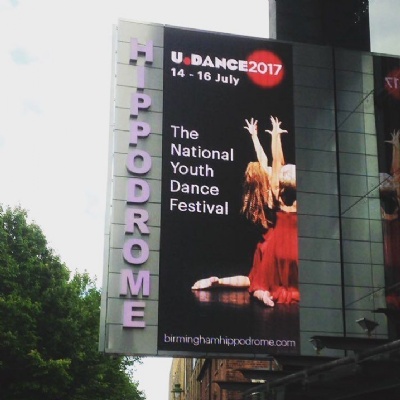 HIPPODROME
U.DANCE2017
14 - 16 July
The
National
Youth
Dance
Festival
birminghamhippodrome.com